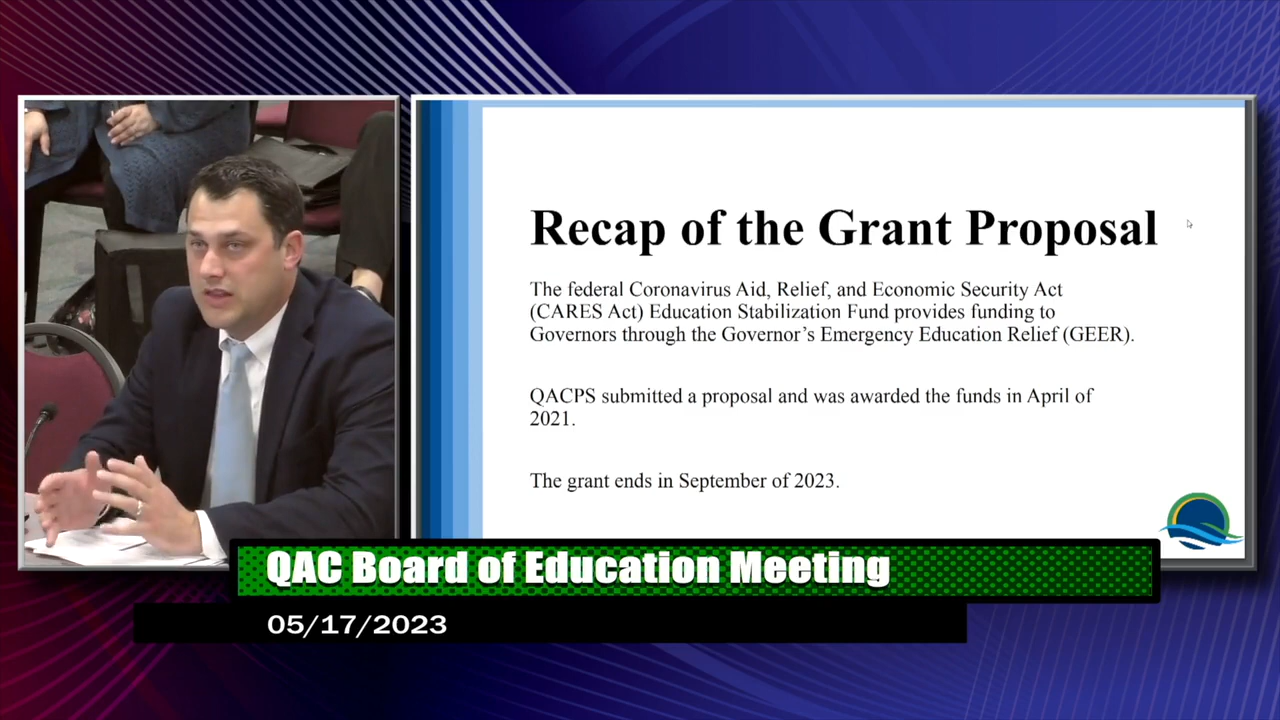 Recap of the Grant Proposal
The federal Coronavirus Aid, Relief, and Economic Security Act
(CARES Act) Education Stabilization Fund provides funding to
Governors through the Governor’s Emergency Education Relief (GEER).
QACPS submitted a proposal and was awarded the funds in April of
2021.
The grant ends in September of 2023.
QAC Board of Education Meeting
05/17/2023